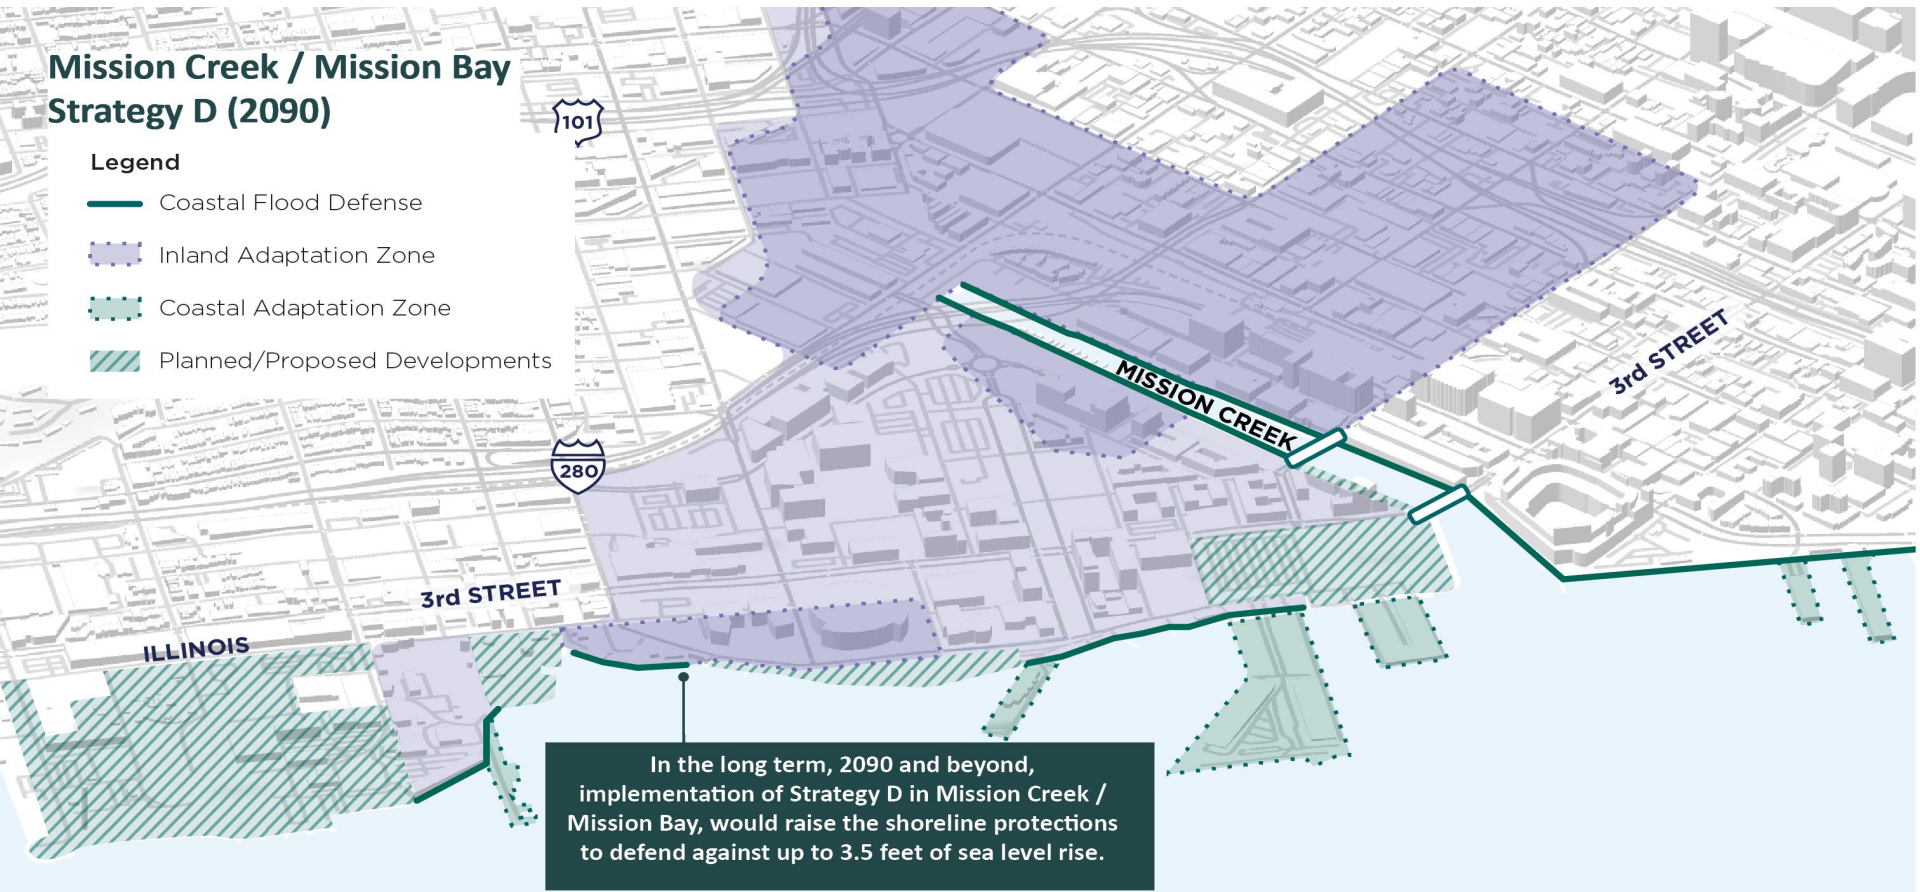 Mission Creek / Mission Bay
Strategy D (2090)
Legend
Coastal Flood Defense
Inland Adaptation Zone
Coastal Adaptation Zone
Planned/Proposed Developments
101
280
3rd STREET
MISSION CREEK
3rd STREET
ILLINOIS
In the long term, 2090 and beyond,
implementation of Strategy D in Mission Creek /
Mission Bay, would raise the shoreline protections
to defend against up to 3.5 feet of sea level rise.